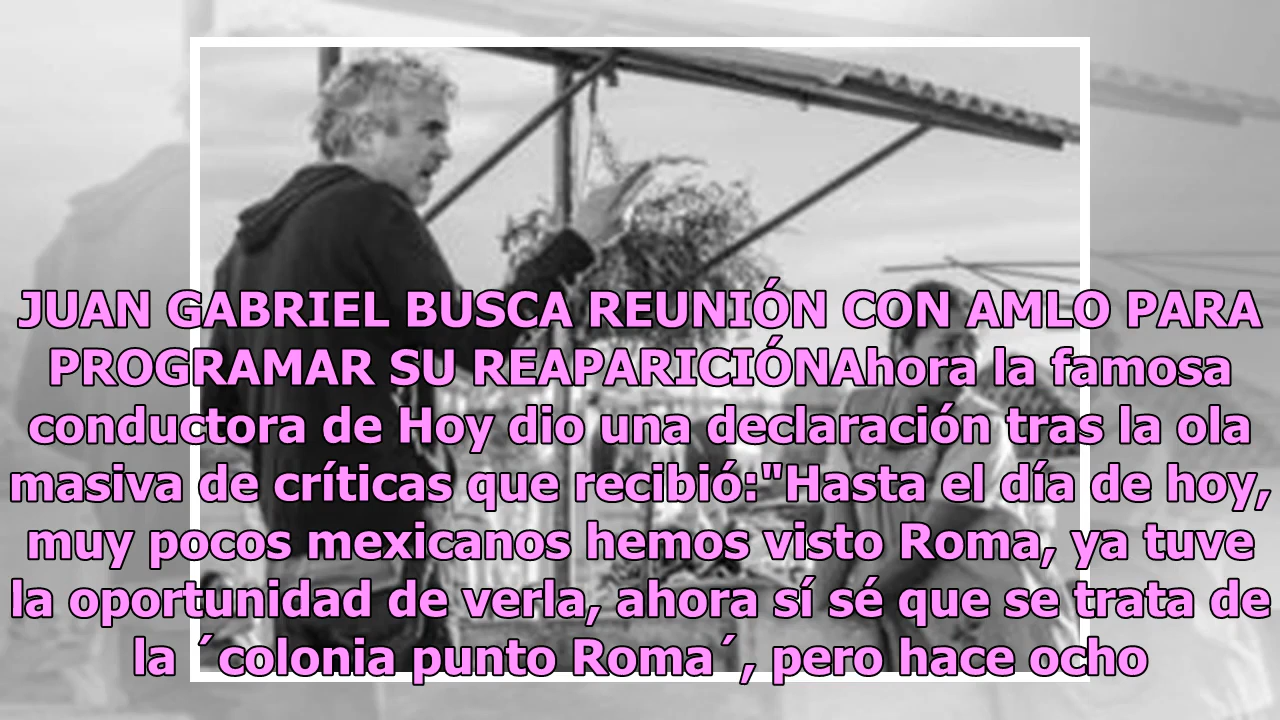 JUAN GABRIEL BUSCA REUNIÓN CON AMLO PARA
PROGRAMAR SU REAPARICIÓNAhora la famosa
conductora de Hoy dio una declaración tras la ola
masiva de críticas que recibió:"Hasta el día de hoy,
muy pocos mexicanos hemos visto Roma, ya tuve
la oportunidad de verla, ahora sí sé que se trata de
la ´colonia punto Roma´, pero hace ocho